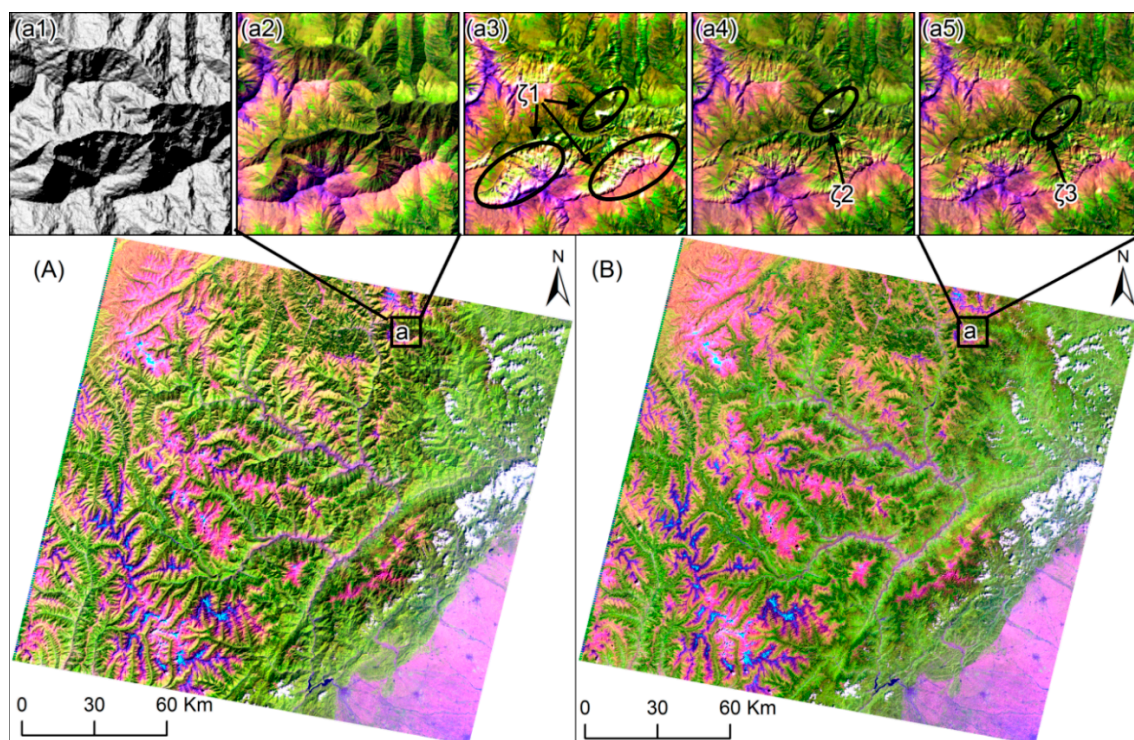 (a1) (a2) (a3) (a4) (a5)
ζ1
ζ2 ζ3
(A) N (B) N
a a
0 30 60 Km 0 30 60 Km